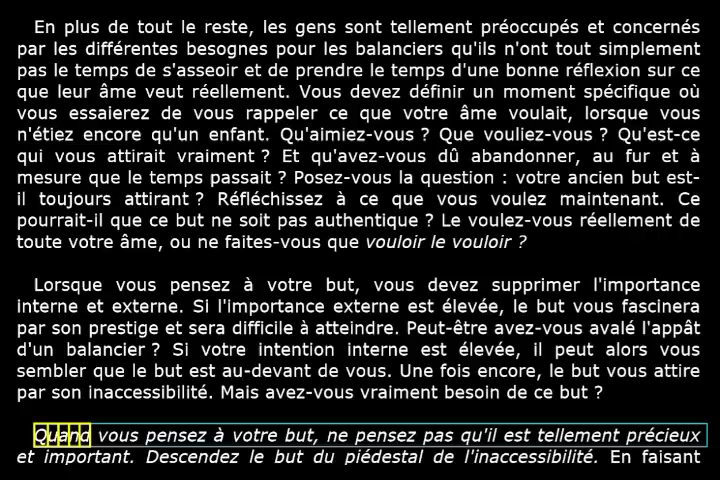 En plus de tout le reste, les gens sont tellement préoccupés et concernés
par les différentes besognes pour les balanciers qu'ils n'ont tout simplement
pas le temps de s'asseoir et de prendre le temps d'une bonne réflexion sur ce
que leur âme veut réellement. Vous devez définir un moment spécifique où
vous essaierez de vous rappeler ce que votre âme voulait, lorsque vous
n'étiez encore qu'un enfant. Qu'aimiez-vous ? Que vouliez-vous ? Qu'est-ce
qui vous attirait vraiment ? Et qu'avez-vous dû abandonner, au fur et à
mesure que le temps passait ? Posez-vous la question : votre ancien but est-
il toujours attirant ? Réfléchissez à ce que vous voulez maintenant. Ce
pourrait-il que ce but ne soit pas authentique ? Le voulez-vous réellement de
toute votre âme, ou ne faites-vous que vouloir le vouloir ?
Lorsque vous pensez à votre but, vous devez supprimer l'importance
interne et externe. Si l'importance externe est élevée, le but vous fascinera
par son prestige et sera difficile à atteindre. Peut-être avez-vous avalé l'appât
d'un balancier ? Si votre intention interne est élevée, il peut alors vous
sembler que le but est au-devant de vous. Une fois encore, le but vous attire
par son inaccessibilité. Mais avez-vous vraiment besoin de ce but ?
Quand vous pensez à votre but, ne pensez pas qu'il est tellement précieux
et important. Descendez le but du piédestal de l'inaccessibilité. En faisant